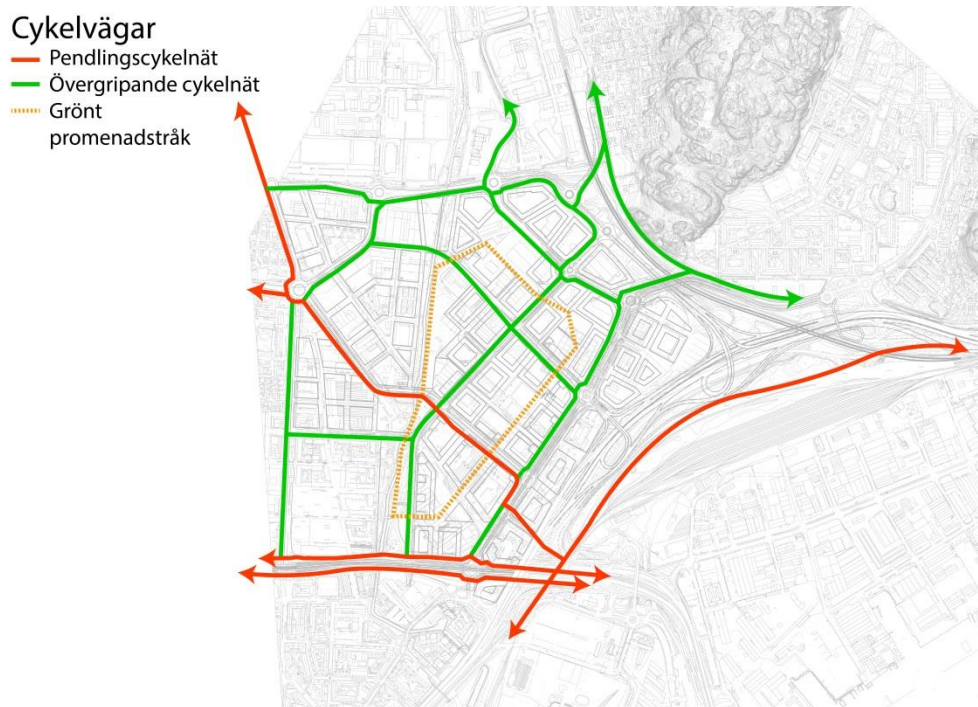 Cykelvägar
Pendlingscykelnät
Övergripande cykelnät
Grönt
promenadstråk